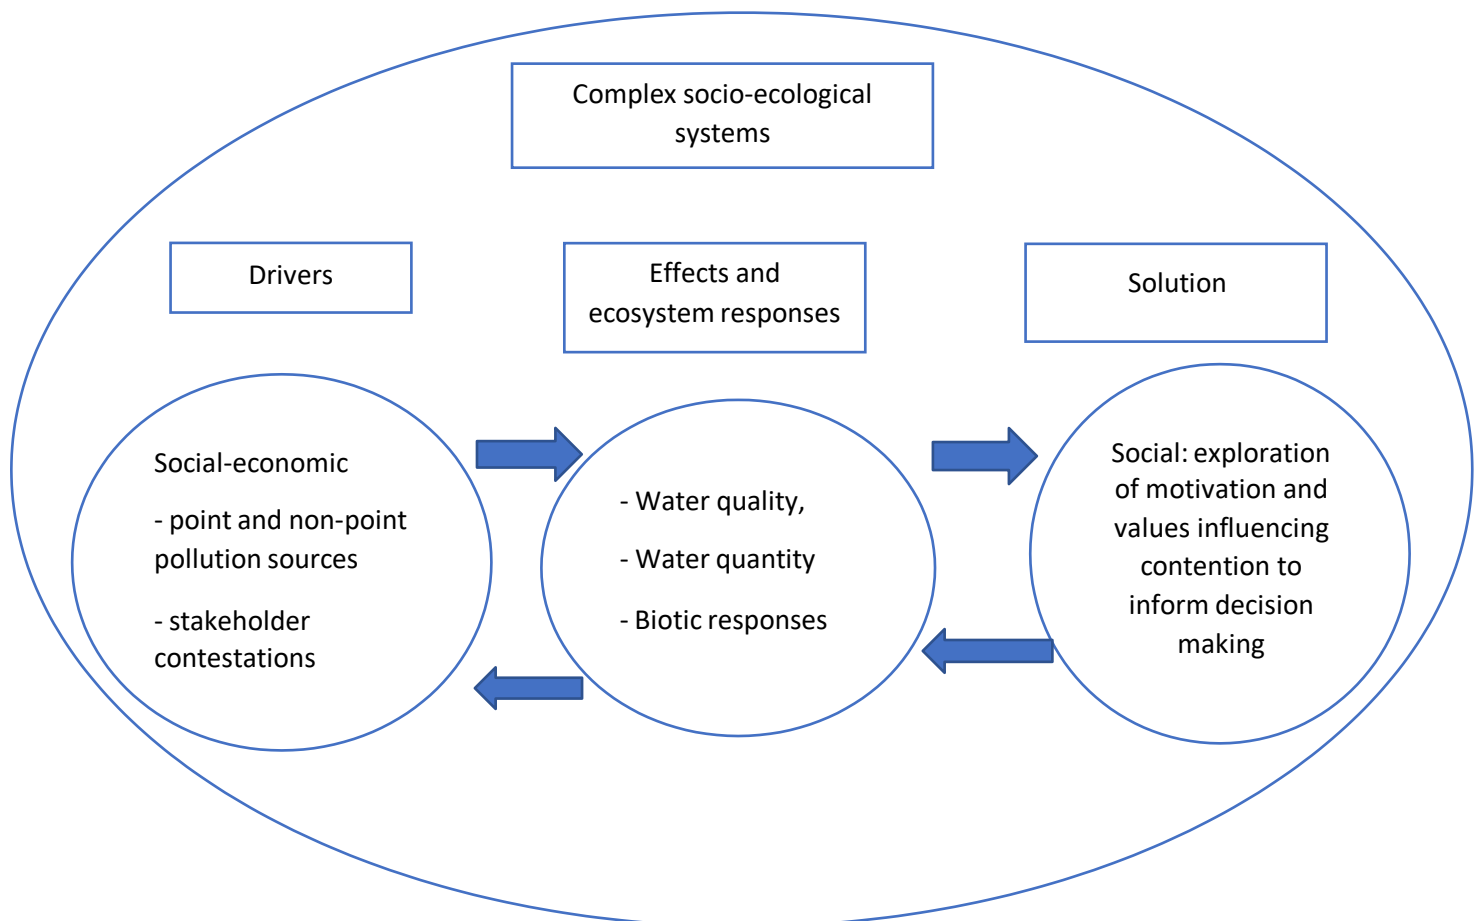 Complex socio-ecological
systems
Drivers
Effects and
ecosystem responses
Solution
Social-economic
- point and non-point
pollution sources
- stakeholder
contestations
- Water quality,
- Water quantity
- Biotic responses
Social: exploration
of motivation and
values influencing
contention to
inform decision
making